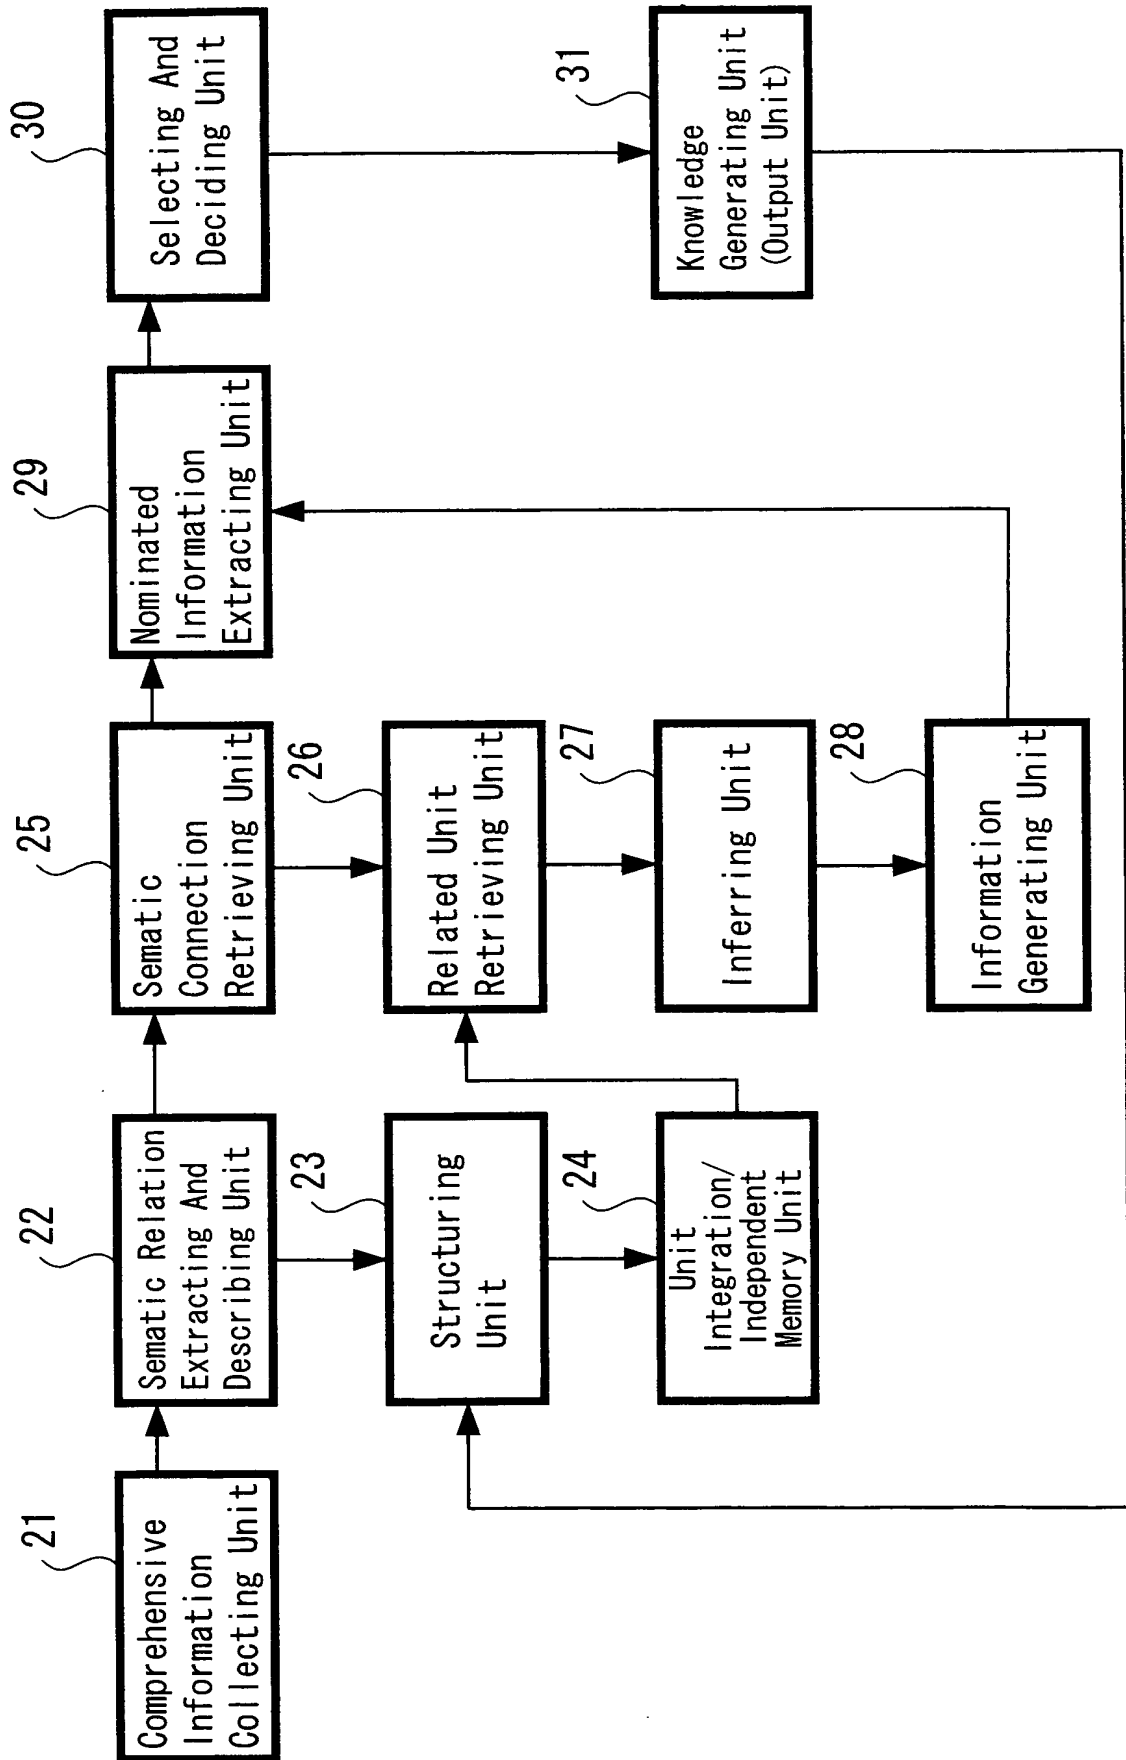 21
Comprehensive
Information
Collecting Unit
22
Sematic Relation
Extracting And
Describing Unit
23
Structuring
Unit
24
Unit
Integration/
Independent
Memory Unit
25
Sematic
Connection
Retrieving Unit
26
Related Unit
Retrieving Unit
27
Inferring Unit
28
Information
Generating Unit
29
Nominated
Information
Extracting Unit
30
Selecting And
Deciding Unit
31
Knowledge
Generating Unit
(Output Unit)